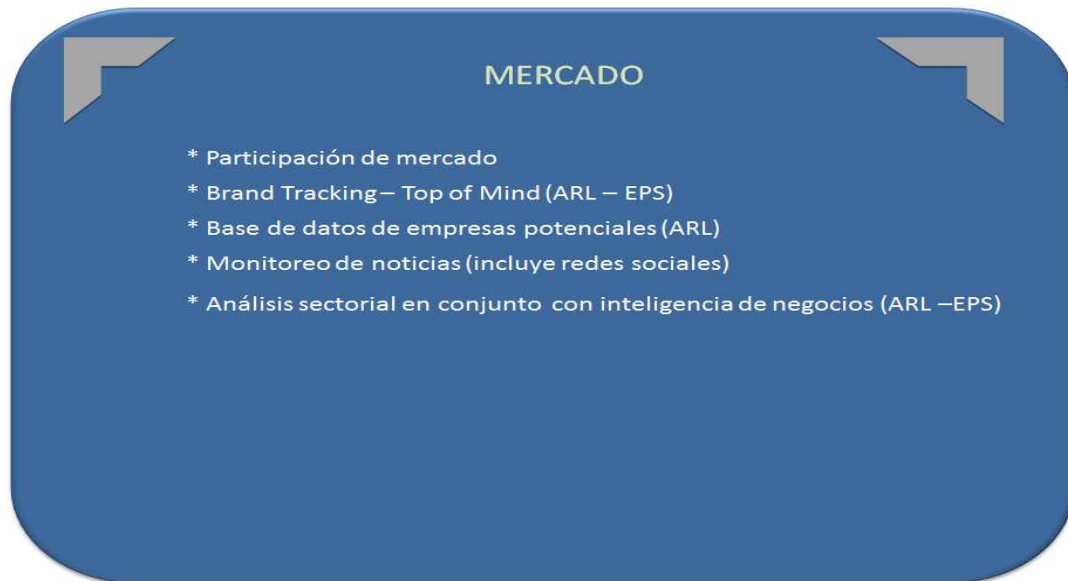 MERCADO
* Participación de mercado
* Brand Tracking – Top of Mind (ARL – EPS)
* Base de datos de empresas potenciales (ARL)
* Monitoreo de noticias (incluye redes sociales)
* Análisis sectorial en conjunto con inteligencia de negocios (ARL –EPS)